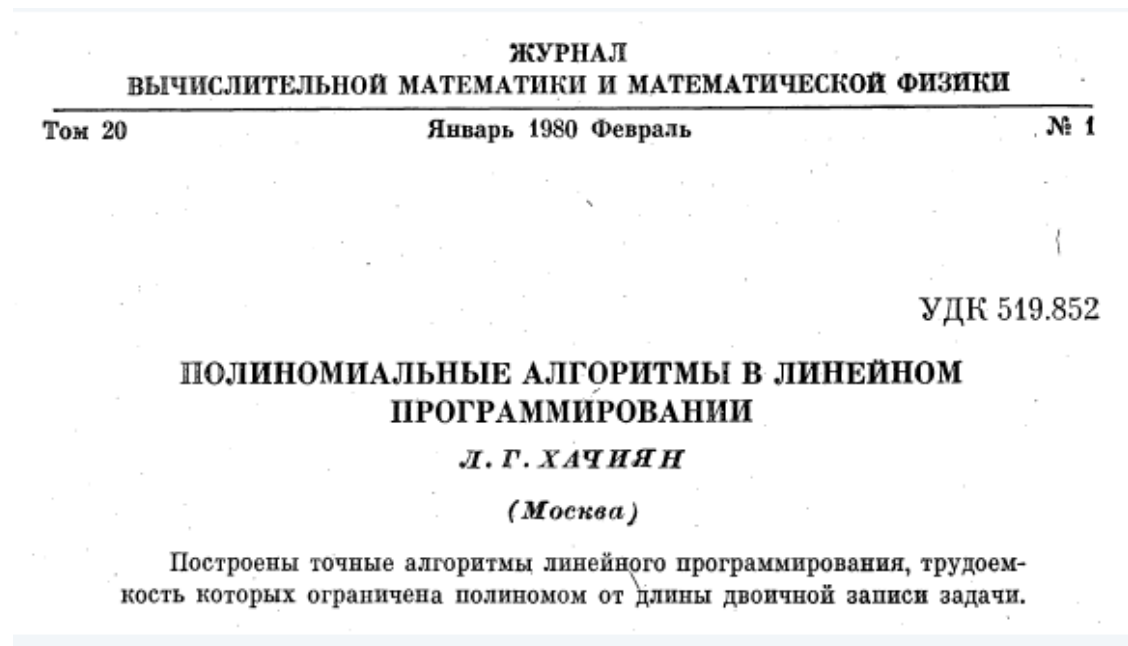 ЖУРНАЛ
ВЫЧИСЛИТЕЛЬНОЙ МАТЕМАТИКИ И МАТЕМАТИЧЕСКОЙ ФИЗИКИ
Том 20 Январь 1980 Февраль № 1
УДК 519.852
ПОЛИНОМИАЛЬНЫЕ АЛГОРИТМЫ В ЛИНЕЙНОМ
ПРОГРАММИРОВАНИИ
Л. Г. ХАЧИЯН
(Москва)
Построены точные алгоритмы линейного программирования, трудоем-
кость которых ограничена полиномом от длины двоичной записи задачи.